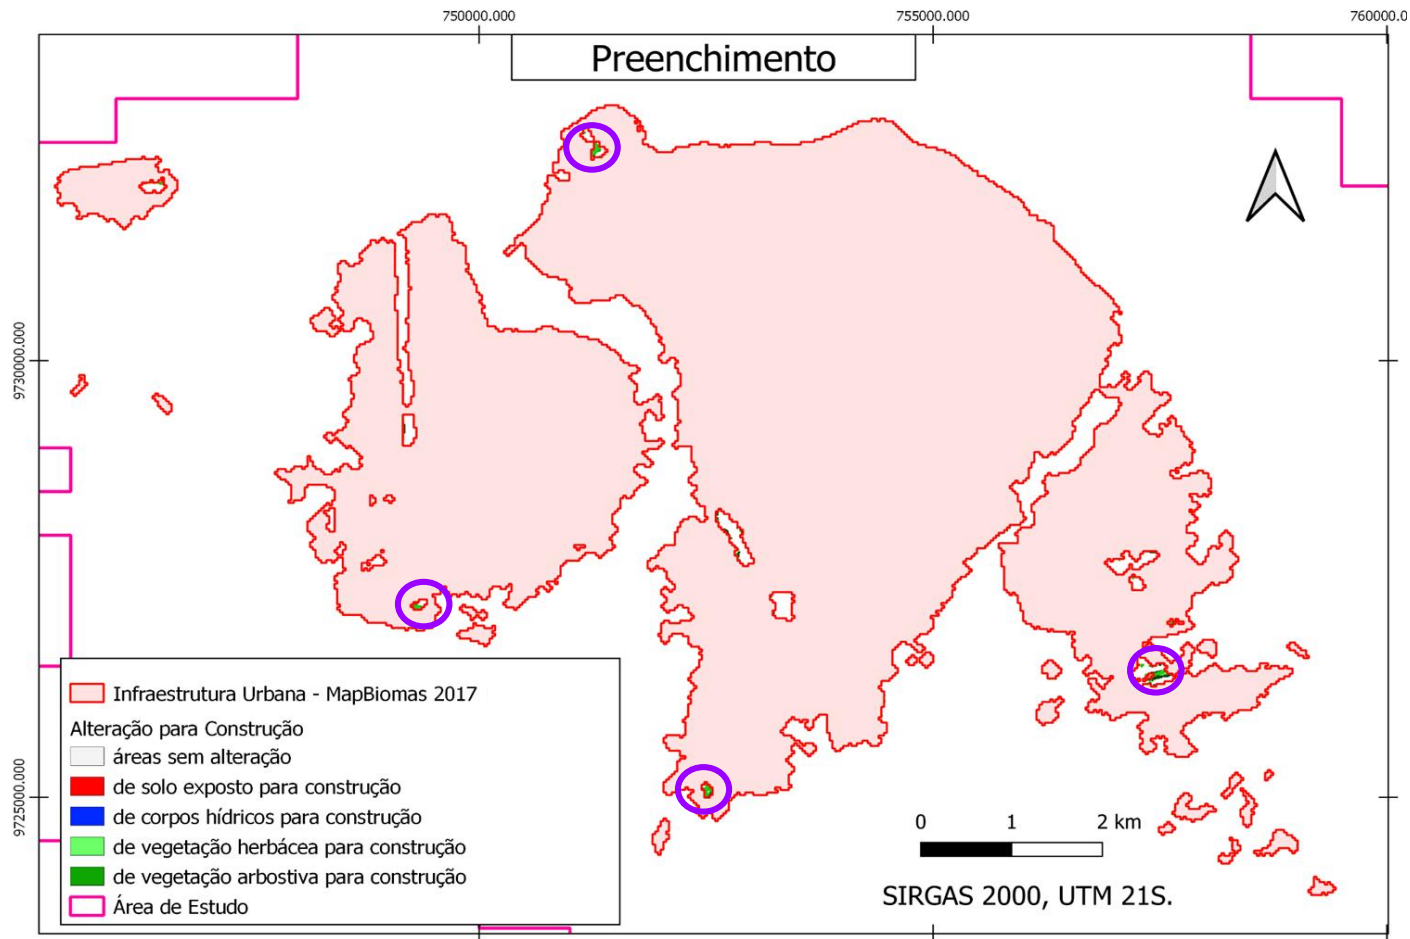 750000.000
755000.000
760000.0
Preenchimento
9730000.000
9725000.000
Infraestrutura Urbana - MapBiomas 2017
Alteração para Construção
áreas sem alteração
de solo exposto para construção
de corpos hídricos para construção
de vegetação herbácea para construção
de vegetação arbostiva para construção
Área de Estudo
0 1 2 km
SIRGAS 2000, UTM 21S.